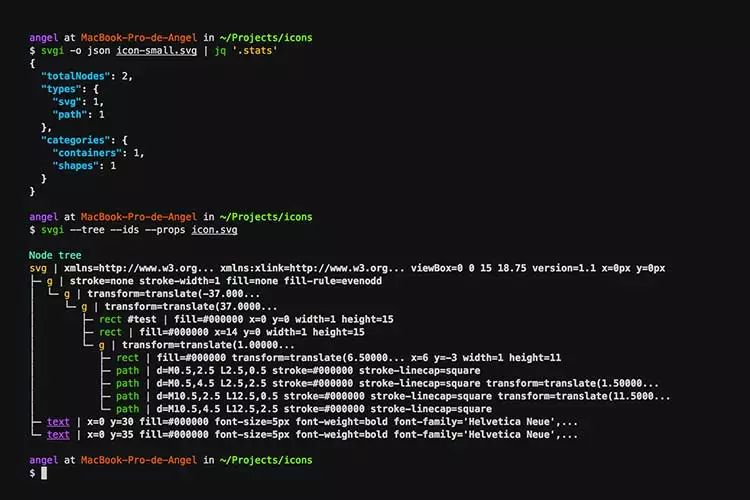 angel at MacBook-Pro-de-Angel in ~/Projects/icons
$ svgi -o json icon-small.svg | jq '.stats'
{
  "totalNodes": 2,
  "types": {
    "svg": 1,
    "path": 1
  },
  "categories": {
    "containers": 1,
    "shapes": 1
  }
}
angel at MacBook-Pro-de-Angel in ~/Projects/icons
$ svgi --tree --ids --props icon.svg
Node tree
svg | xmlns=http://www.w3.org... xmlns:xlink=http://www.w3.org... viewBox=0 0 15 18.75 version=1.1 x=0px y=0px
├─ g | stroke=none stroke-width=1 fill=none fill-rule=evenodd
│  └─ g | transform=translate(-37.000...
│     └─ g | transform=translate(37.0000...
│        ├─ rect #test | fill=#000000 x=0 y=0 width=1 height=15
│        ├─ rect | fill=#000000 x=14 y=0 width=1 height=15
│        └─ g | transform=translate(1.00000...
│           ├─ rect | fill=#000000 transform=translate(6.50000... x=6 y=-3 width=1 height=11
│           ├─ path | d=M0.5,2.5 L2.5,0.5 stroke=#000000 stroke-linecap=square
│           ├─ path | d=M0.5,4.5 L2.5,2.5 stroke=#000000 stroke-linecap=square transform=translate(1.50000...
│           ├─ path | d=M10.5,2.5 L12.5,0.5 stroke=#000000 stroke-linecap=square transform=translate(11.5000...
│           └─ path | d=M10.5,4.5 L12.5,2.5 stroke=#000000 stroke-linecap=square
├─ text | x=0 y=30 fill=#000000 font-size=5px font-weight=bold font-family='Helvetica Neue',...
└─ text | x=0 y=35 fill=#000000 font-size=5px font-weight=bold font-family='Helvetica Neue',...
angel at MacBook-Pro-de-Angel in ~/Projects/icons
$